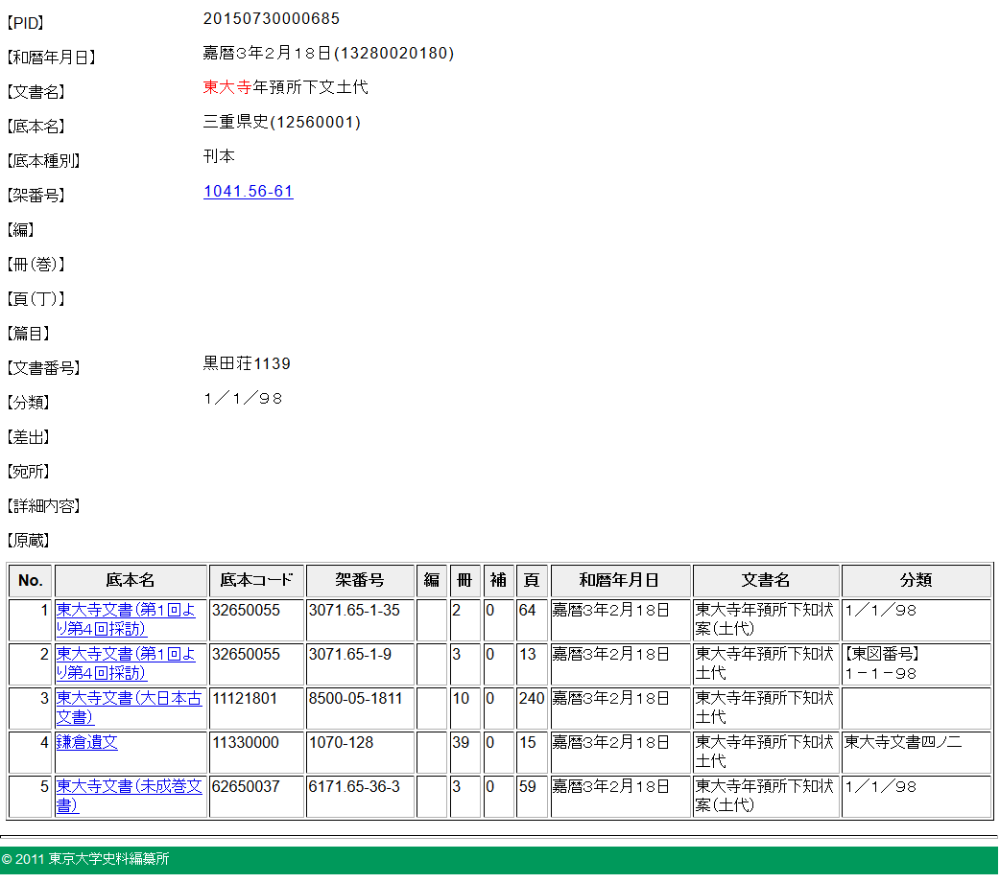 【PID】 20150730000685
【和暦年月日】 嘉暦３年２月１８日(13280020180)
【文書名】 東大寺年預所下文土代
【底本名】 三重県史(12560001)
【底本種別】 刊本
【架番号】 1041.56-61
【編】
【冊（巻）】
【頁（丁）】
【篇目】
【文書番号】 黒田荘1139
【分類】 １／１／９８
【差出】
【宛所】
【詳細内容】
【原蔵】
No. 底本名 底本コード 架番号 編 冊 補 頁 和暦年月日 文書名 分類
1 東大寺文書（第１回よ 32650055 3071.65-1-35 2 0 64 嘉暦３年２月１８日 東大寺年預所下知状 １／１／98
り第４回採訪） 案（土代）
2 東大寺文書（第１回よ 32650055 3071.65-1-9 3 0 13 嘉暦３年２月１８日 東大寺年預所下知状 【東図番号】
り第４回採訪） 土代 １－１－98
3 東大寺文書（大日本古 11121801 8500-05-1811 10 0 240 嘉暦３年２月１８日 東大寺年預所下知状
文書） 土代
4 鎌倉遺文 11330000 1070-128 39 0 15 嘉暦３年２月１８日 東大寺年預所下知状 東大寺文書四ノ二
土代
5 東大寺文書（未成巻文 62650037 6171.65-36-3 3 0 59 嘉暦３年２月１８日 東大寺年預所下知状 １／１／98
書） 案（土代）
© 2011 東京大学史料編纂所